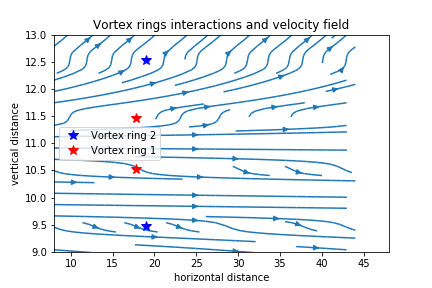 Vortex rings interactions and velocity field
13.0
12.5
12.0
11.5
11.0
10.5
10.0
9.5
9.0
vertical distance
Vortex ring 2
Vortex ring 1
10 15 20 25 30 35 40 45
horizontal distance